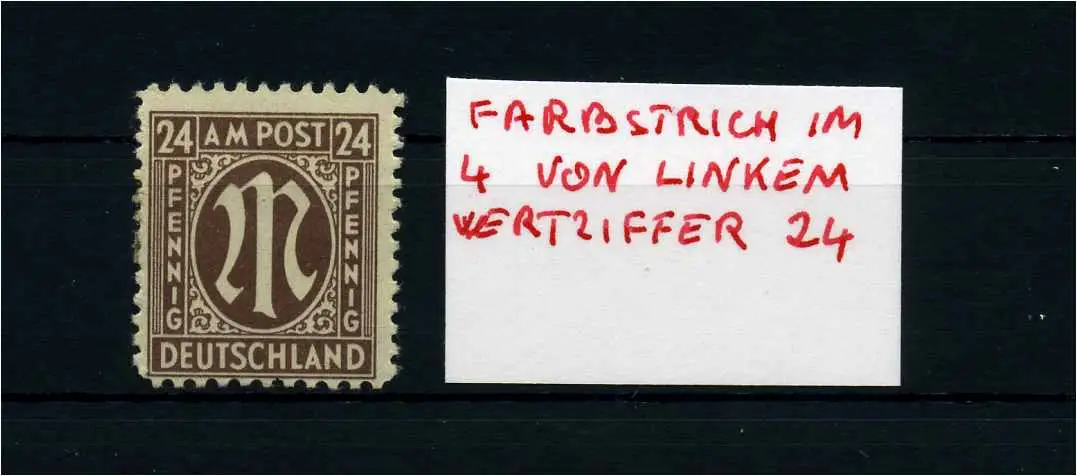 24 AM POST 24
PFENNIG
M
PFENNIG
DEUTSCHLAND
FARBSTRICH IM
4 VON LINKEM
WERTZIFFER 24